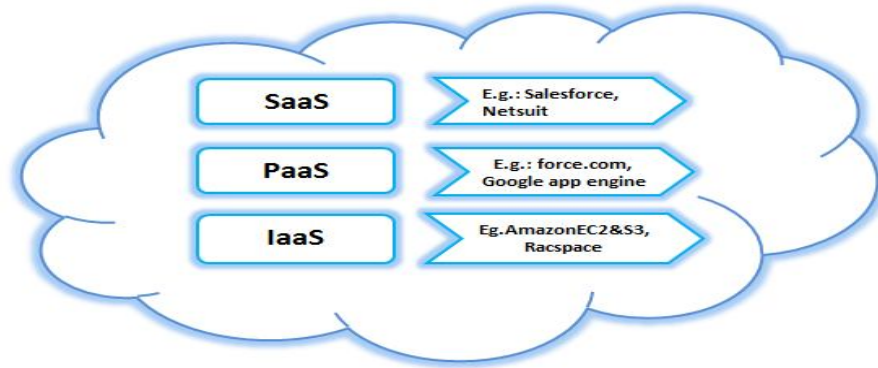 SaaS
E.g.: Salesforce,
Netsuit
PaaS
E.g.: force.com,
Google app engine
IaaS
Eg.AmazonEC2&S3,
Racspace